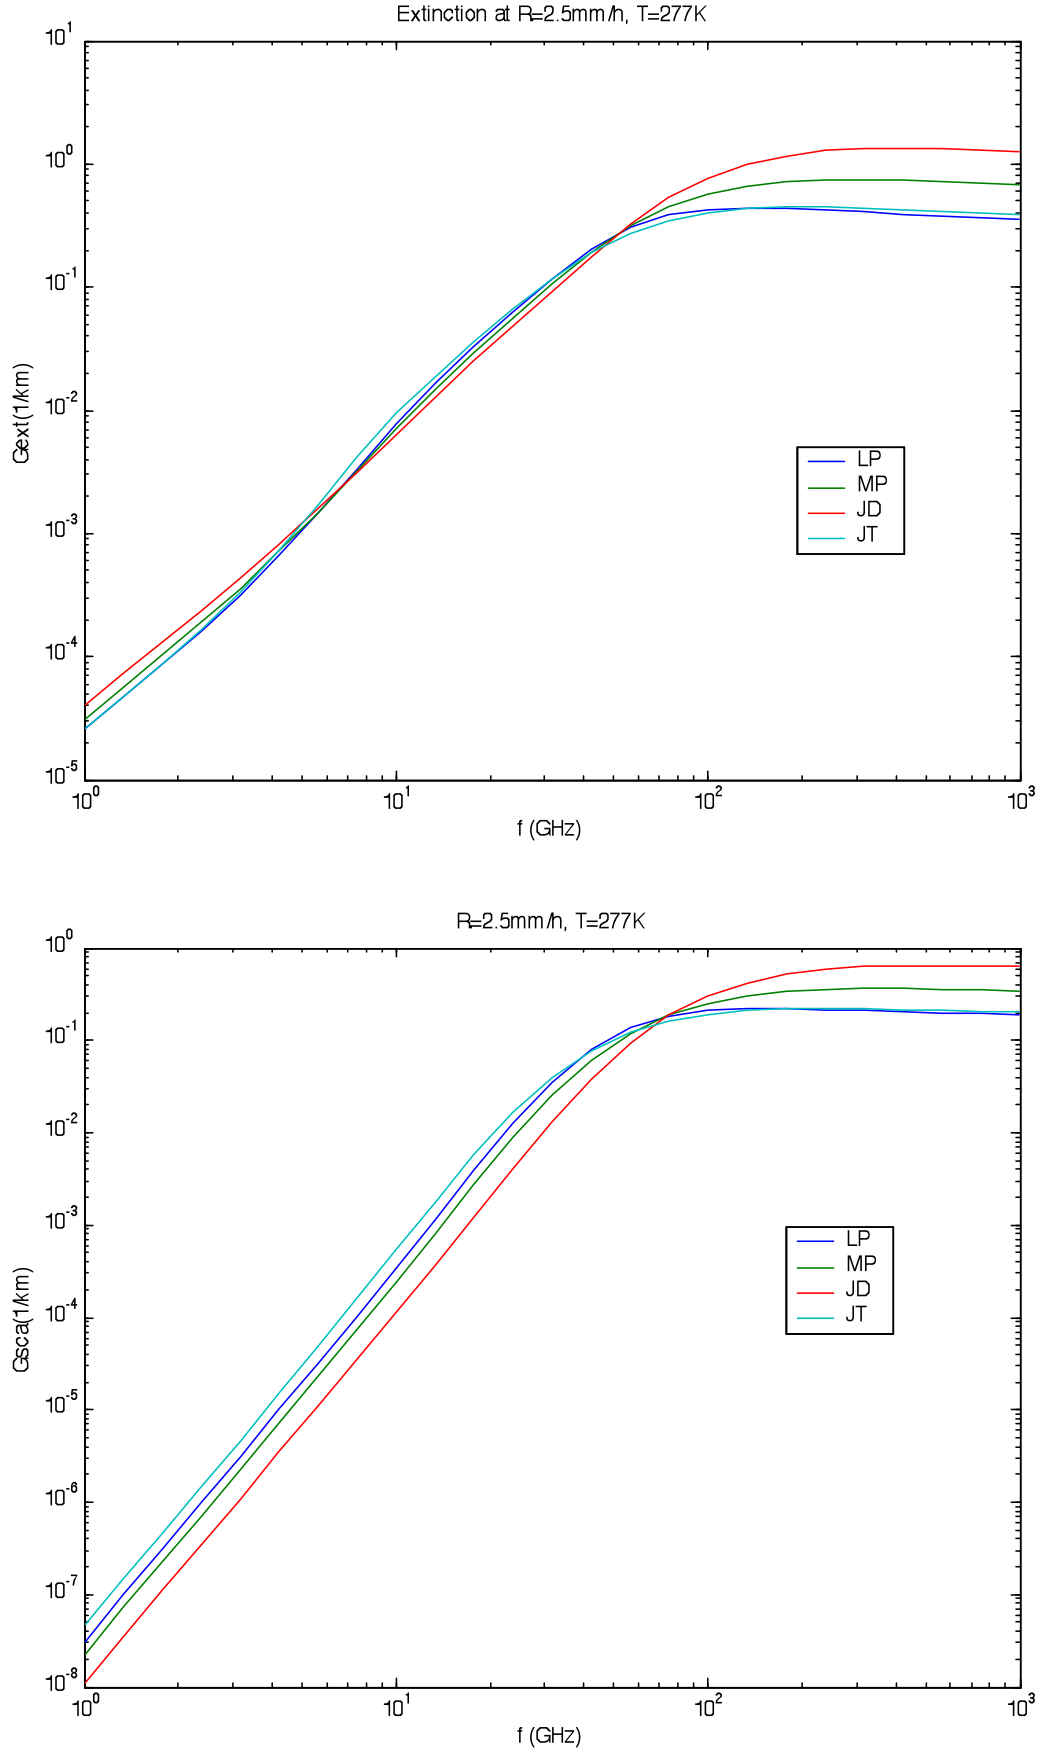 Extinction at R=2.5mm/h, T=277K
10^1
10^0
10^-1
10^-2
10^-3
10^-4
10^-5
Gext(1/km)
LP
MP
JD
JT
10^0 10^1 10^2 10^3
f (GHz)
R=2.5mm/h, T=277K
10^0
10^-1
10^-2
10^-3
10^-4
10^-5
10^-6
10^-7
10^-8
Gsca(1/km)
LP
MP
JD
JT
10^0 10^1 10^2 10^3
f (GHz)